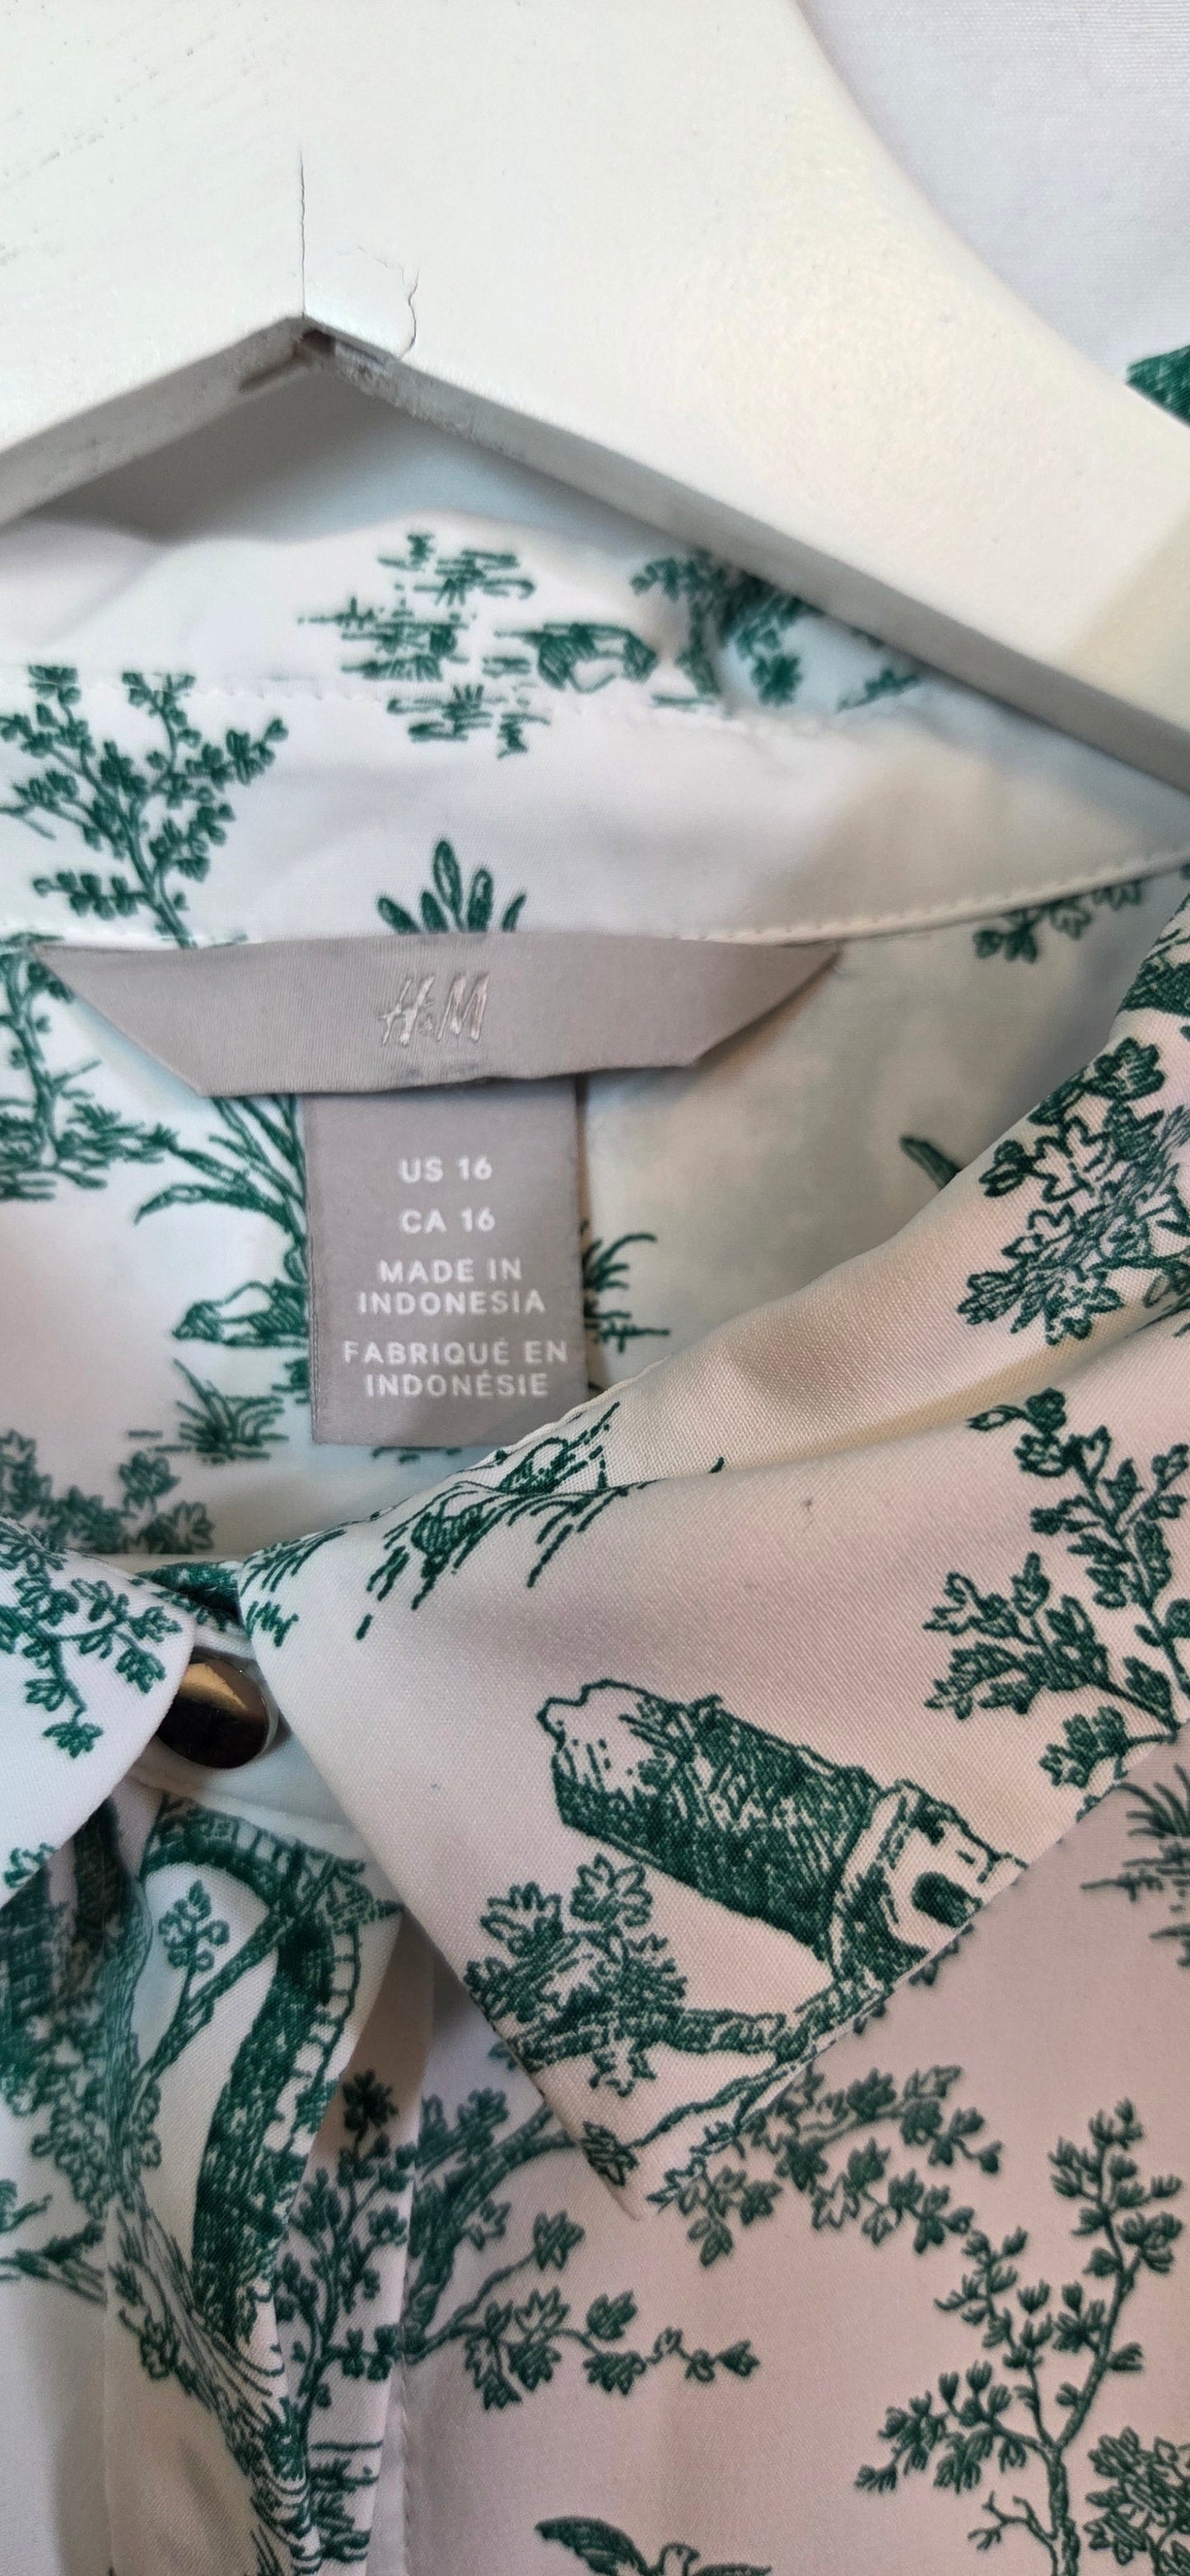 H&M
US 16
CA 16
MADE IN
INDONESIA
FABRIQUÉ EN
INDONÉSIE